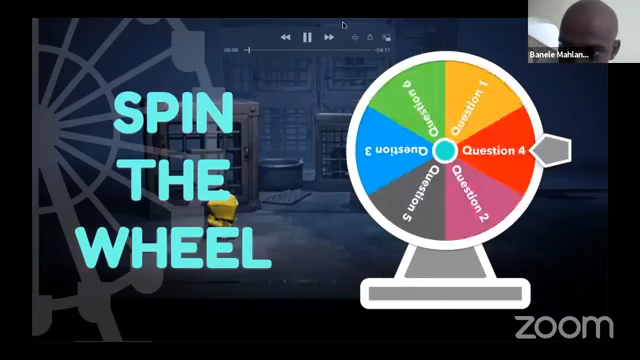 00:09
-04:11
Banele Mahlan...
SPIN
THE
WHEEL
Question 1
Question 4
Question 2
Question 5
Question 3
Question 6
zoom